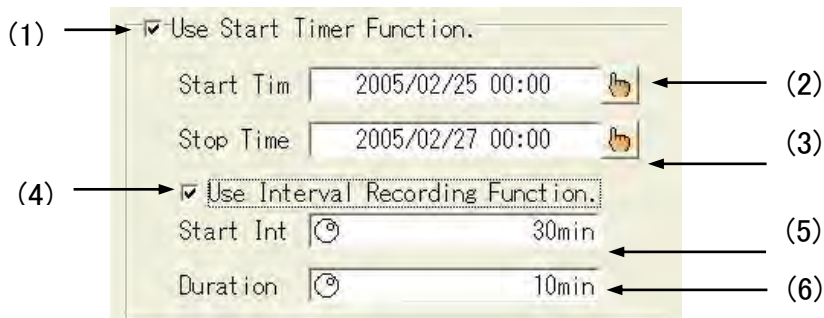 (1) Use Start Timer Function.
Start Tim 2005/02/25 00:00 (2)
Stop Time 2005/02/27 00:00 (3)
(4) Use Interval Recording Function.
Start Int 30min (5)
Duration 10min (6)